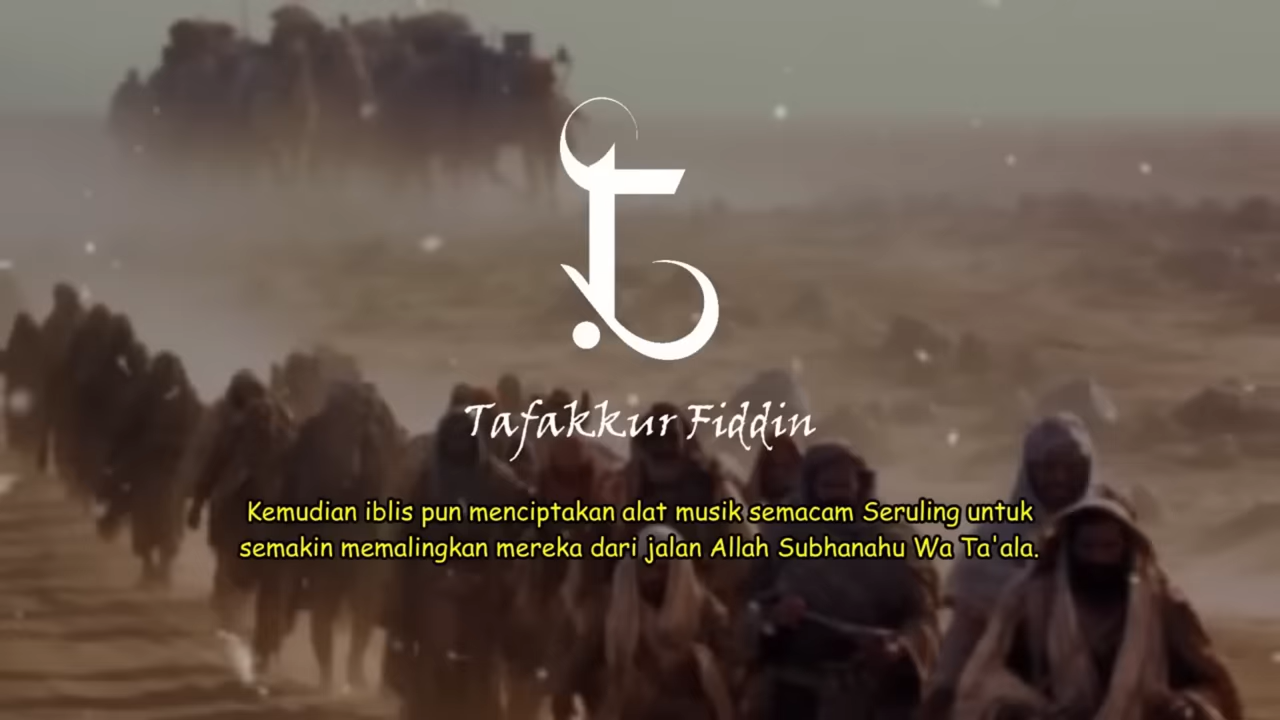 Tafakkur Fiddin
Kemudian iblis pun menciptakan alat musik semacam Seruling untuk
semakin memalingkan mereka dari jalan Allah Subhanahu Wa Ta'ala.